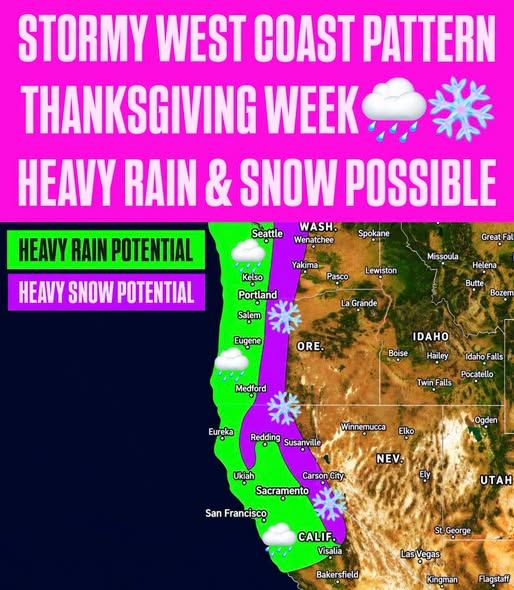 STORMY WEST COAST PATTERN
THANKSGIVING WEEK
HEAVY RAIN & SNOW POSSIBLE
HEAVY RAIN POTENTIAL
HEAVY SNOW POTENTIAL
WASH.
Seattle
Wenatchee
Spokane
Great Fal
Missoula
Helena
Yakima
Kelso
Pasco
Lewiston
Butte
Bozem
Portland
La Grande
Salem
IDAHO
Eugene
ORE.
Boise
Hailey
Idaho Falls
Pocatello
Twin Falls
Medford
Ogden
Eureka
Winnemucca
Elko
Redding
Susanville
NEV.
Ukiah
Carson City
Ely
UTAH
Sacramento
San Francisco
St. George
CALIF.
Visalia
Las Vegas
Bakersfield
Kingman
Flagstaff